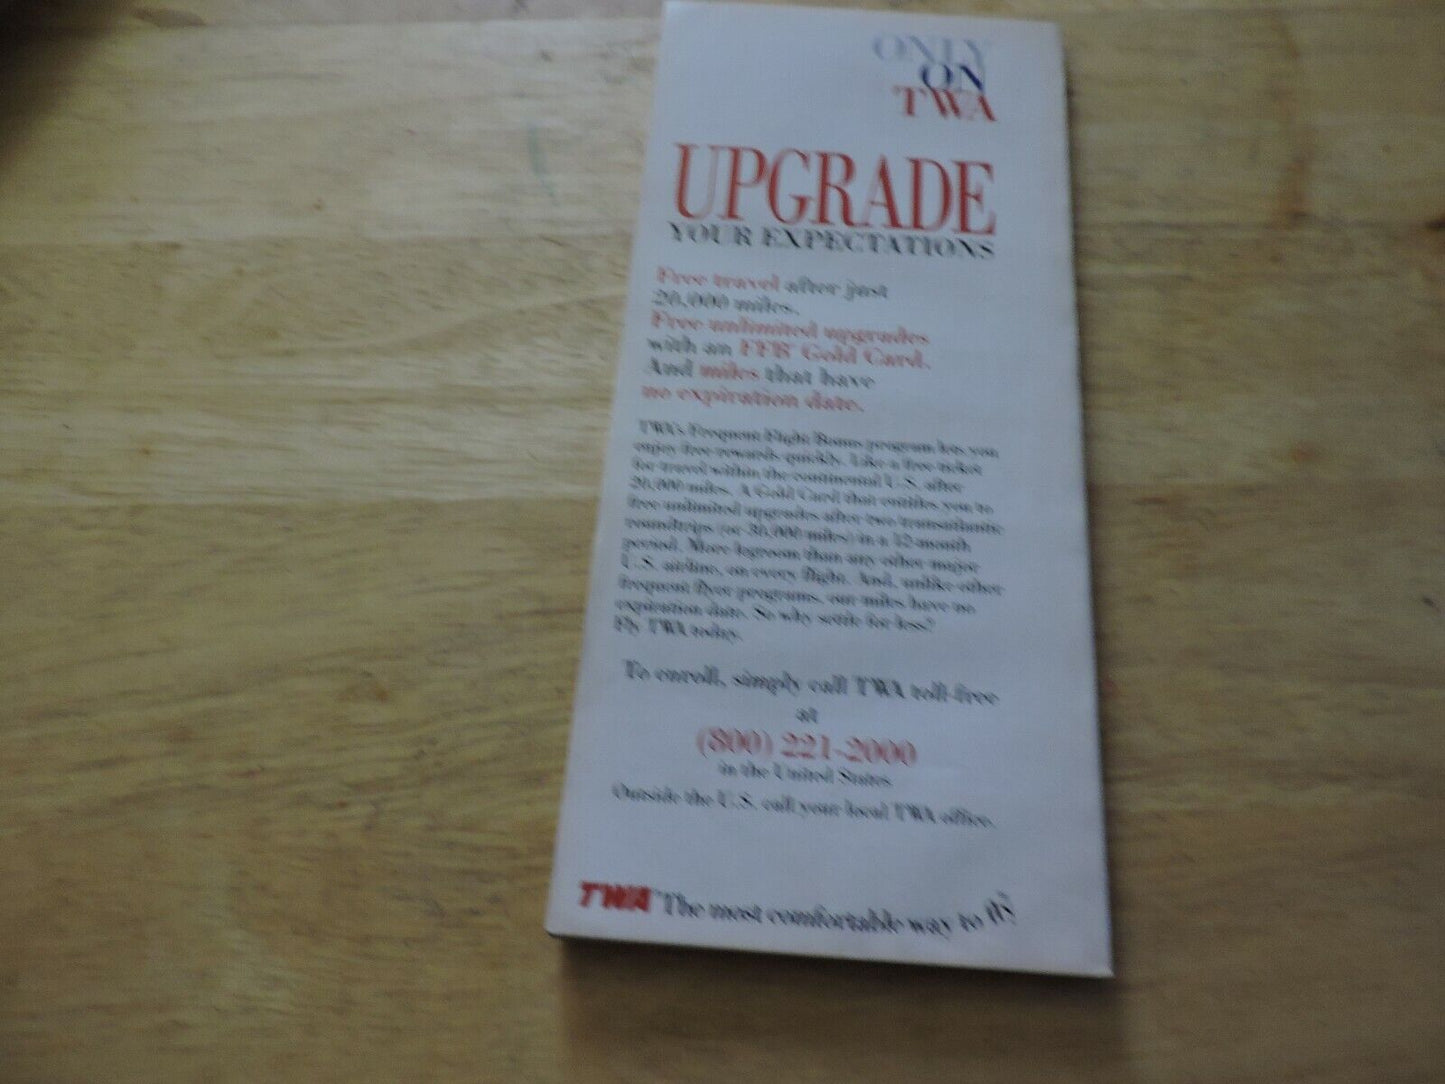 ONLY
ON
TWA
UPGRADE
YOUR EXPECTATIONS
Free travel after just
20,000 miles.
Free unlimited upgrades
with an FFB Gold Card.
And miles that have
no expiration date.
TWA's Frequent Flight Bonus program lets you
enjoy free rewards quickly. Like a free ticket
for travel within the continental U.S. after
20,000 miles. A Gold Card that entitles you to
free unlimited upgrades after two transatlantic
roundtrips (or 30,000 miles) in a 12-month
period. More legroom than any other major
U.S. airline, on every flight. And, unlike other
frequent flyer programs, our miles have no
expiration date. So why settle for less?
Fly TWA today.
To enroll, simply call TWA toll-free
at
(800) 221-2000
in the United States
Outside the U.S. call your local TWA office.
TWA The most comfortable way to fly